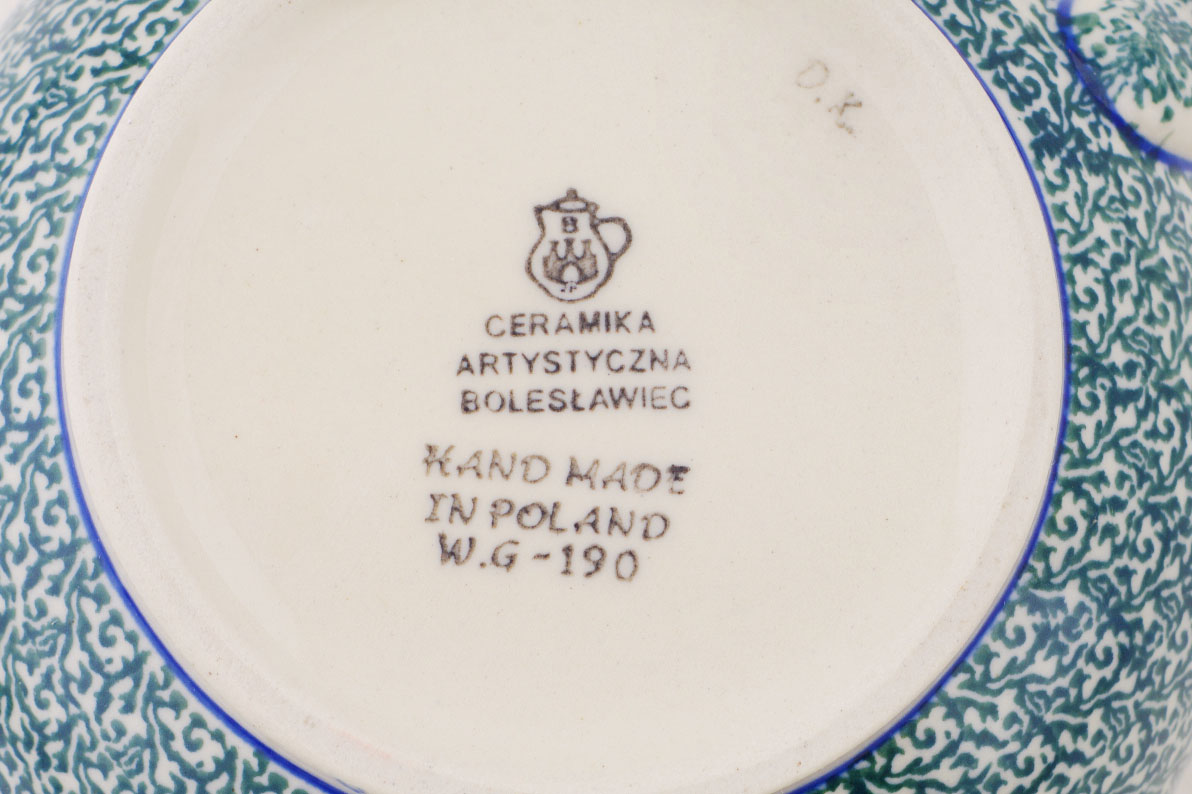 D.K.
B
CERAMIKA
ARTYSTYCZNA
BOLESŁAWIEC
HAND MADE
IN POLAND
W.G-190